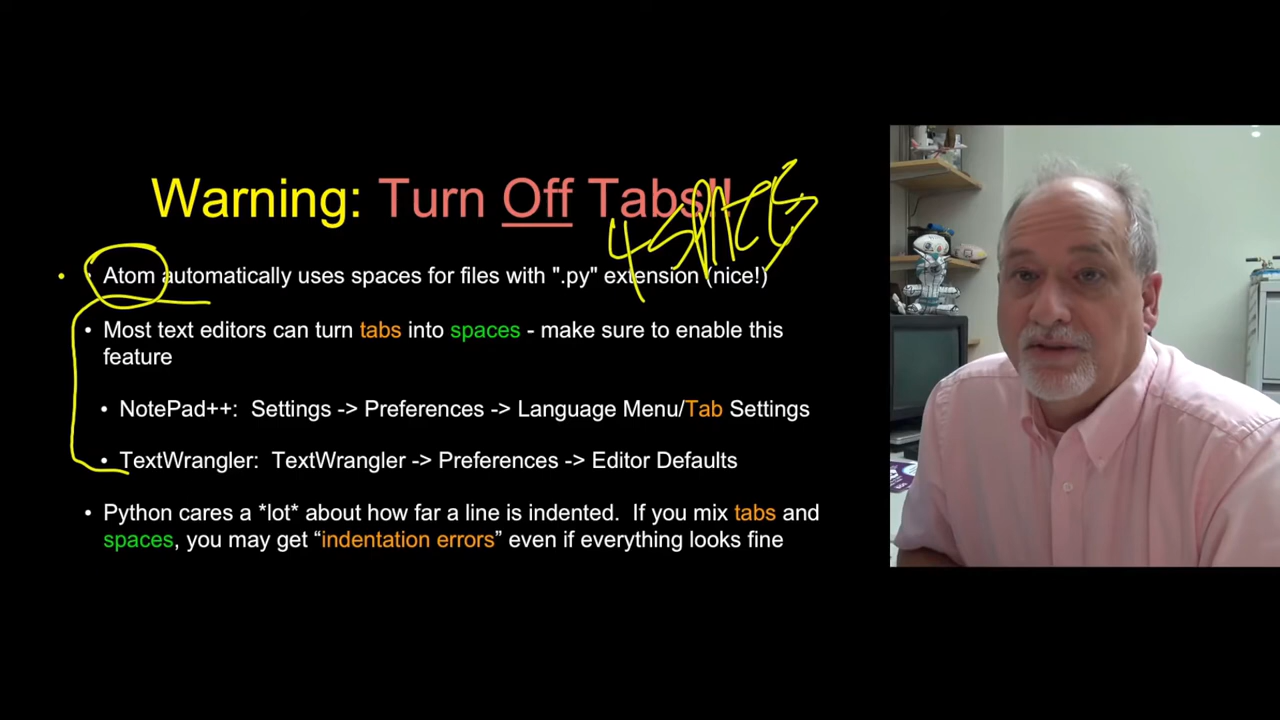 Warning: Turn Off Tabs!!
4 spaces
• Atom automatically uses spaces for files with ".py" extension (nice!)
• Most text editors can turn tabs into spaces - make sure to enable this
feature
• NotePad++: Settings -> Preferences -> Language Menu/Tab Settings
• TextWrangler: TextWrangler -> Preferences -> Editor Defaults
• Python cares a *lot* about how far a line is indented. If you mix tabs and
spaces, you may get “indentation errors” even if everything looks fine